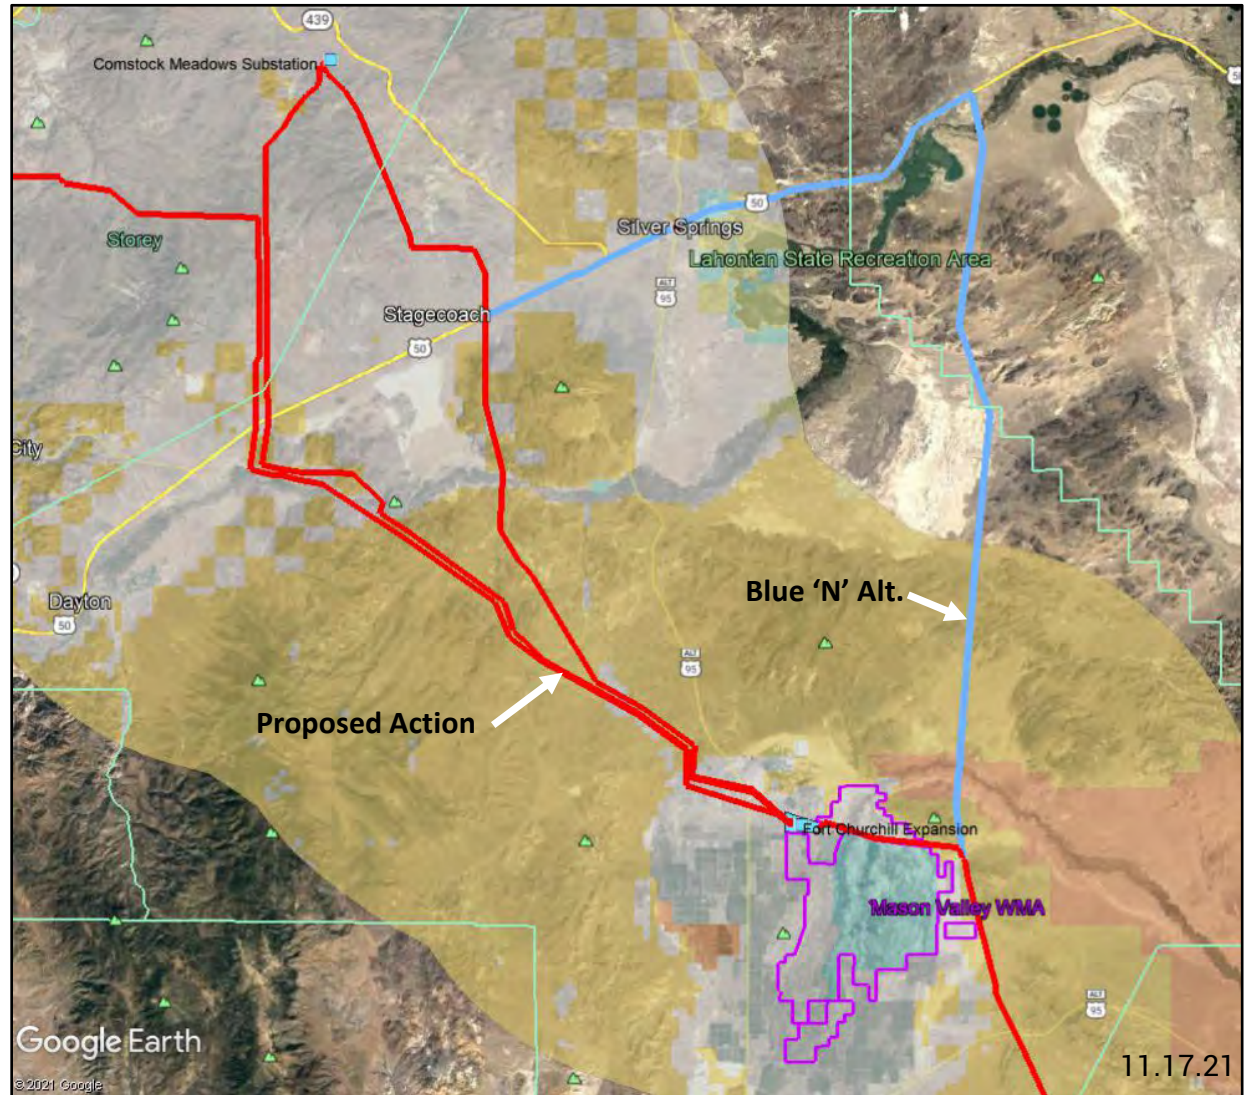 439
Comstock Meadows Substation
50
Storey
Silver Springs
Lahontan State Recreation Area
ALT
95
Stagecoach
50
City
Dayton
50
Blue ‘N’ Alt.
ALT
95
Proposed Action
Fort Churchill Expansion
Mason Valley WMA
ALT
95
Google Earth
© 2021 Google
11.17.21